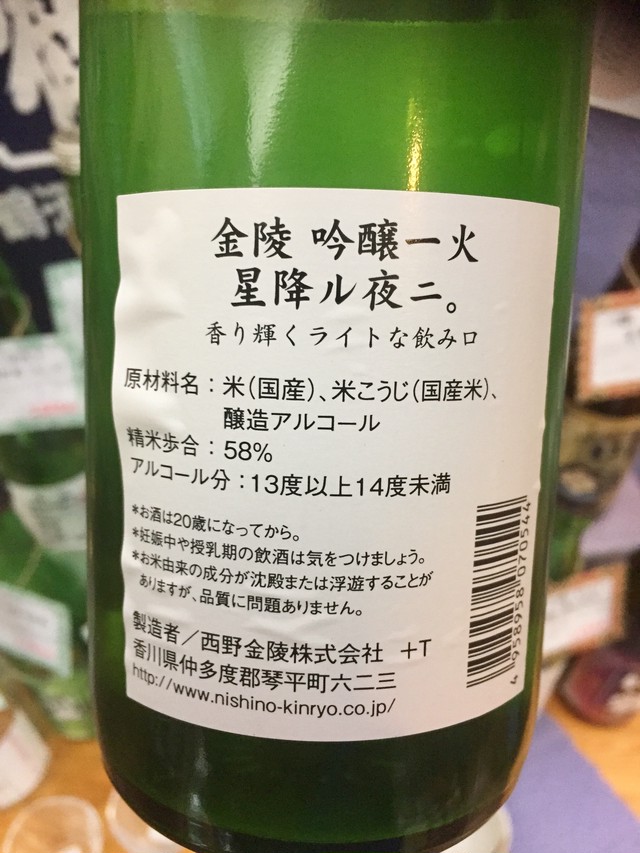 金陵 吟醸一火
星降ル夜ニ。
香り輝くライトな飲み口
原材料名：米（国産）、米こうじ（国産米）、
醸造アルコール
精米歩合：58%
アルコール分：13度以上14度未満
*お酒は20歳になってから。
*妊娠中や授乳期の飲酒は気をつけましょう。
*お米由来の成分が沈殿または浮遊することが
ありますが、品質に問題ありません。
製造者／西野金陵株式会社 +T
香川県仲多度郡琴平町六二三
http://www.nishino-kinryo.co.jp/
4 958958 070544